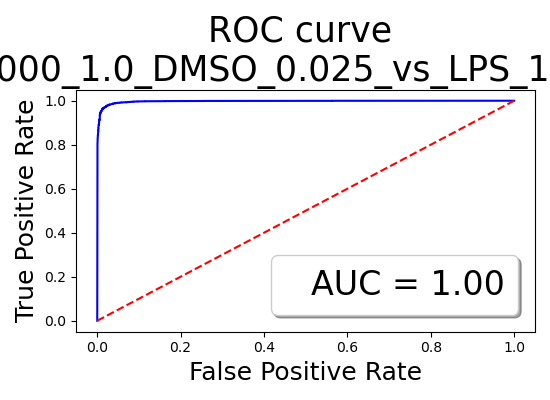 ROC curve
000_1.0_DMSO_0.025_vs_LPS_1
True Positive Rate
1.0
0.8
0.6
0.4
0.2
0.0
AUC = 1.00
0.0 0.2 0.4 0.6 0.8 1.0
False Positive Rate